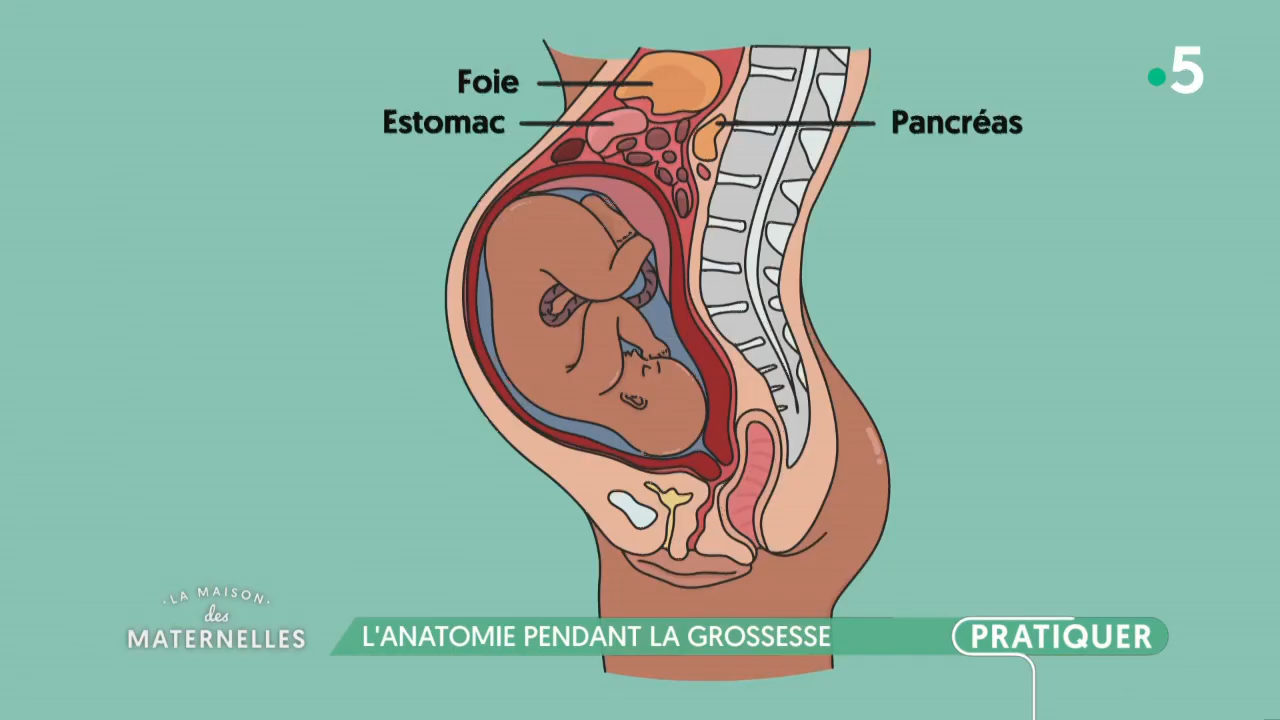 Foie
5
Estomac
Pancréas
·LA MAISON·
des
MATERNELLES
L'ANATOMIE PENDANT LA GROSSESSE
PRATIQUER